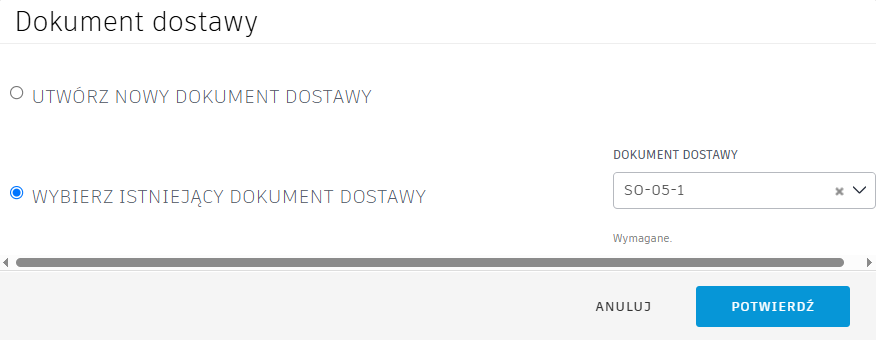 Dokument dostawy
UTWÓRZ NOWY DOKUMENT DOSTAWY
DOKUMENT DOSTAWY
WYBIERZ ISTNIEJĄCY DOKUMENT DOSTAWY
SO-05-1
Wymagane.
ANULUJ
POTWIERDŹ